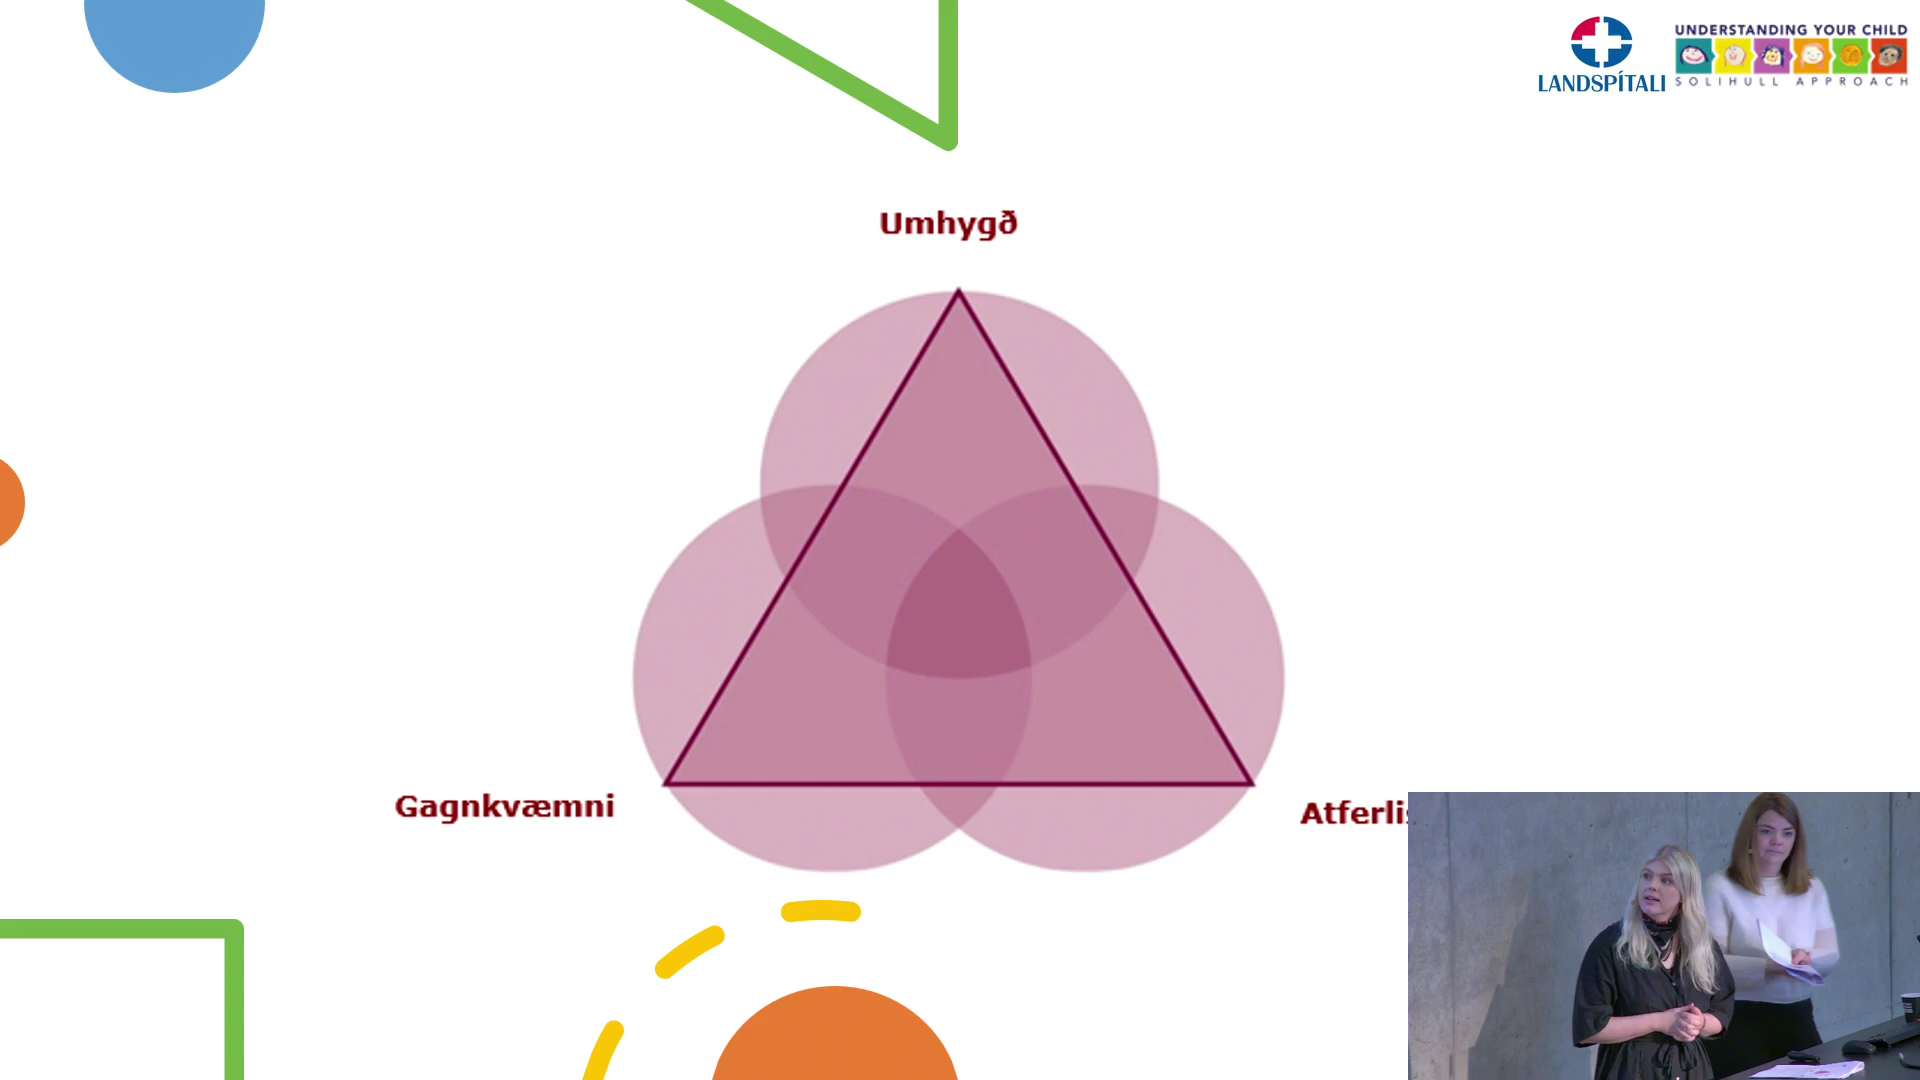 UNDERSTANDING YOUR CHILD
LANDSPÍTALI
SOLIHULL APPROACH
Umhygð
Gagnkvæmni